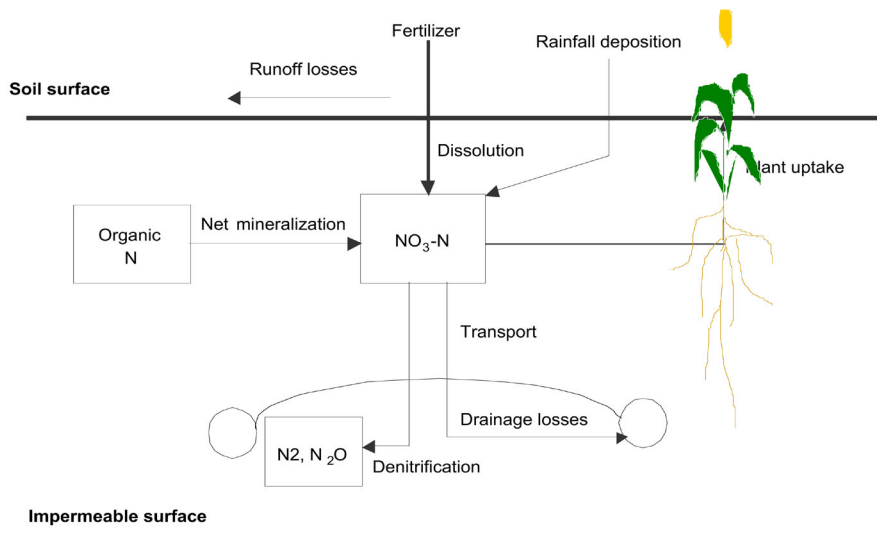 Fertilizer
Rainfall deposition
Runoff losses
Soil surface
Dissolution
Plant uptake
Net mineralization
Organic
N
NO₃-N
Transport
Drainage losses
N2, N ₂O
Denitrification
Impermeable surface